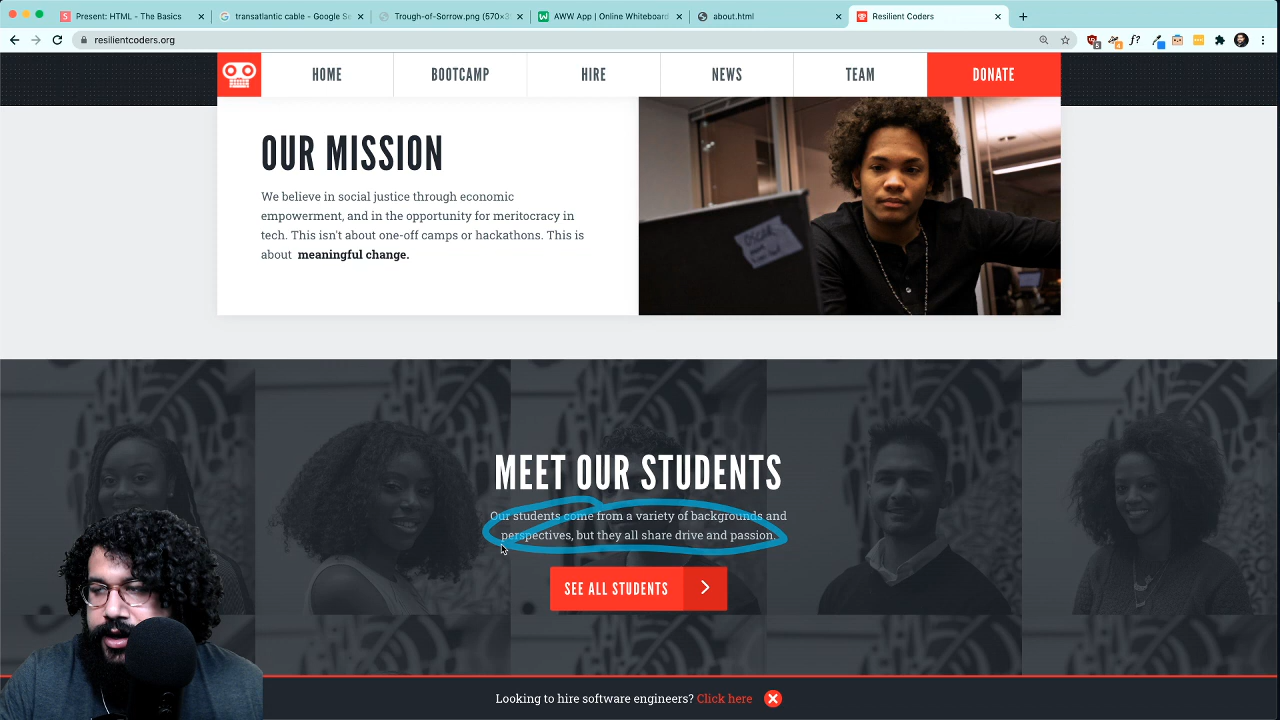 Present: HTML - The Basics
transatlantic cable - Google Se
Trough-of-Sorrow.png (570×3
AWW App | Online Whiteboard
about.html
Resilient Coders
resilientcoders.org
HOME
BOOTCAMP
HIRE
NEWS
TEAM
DONATE
OUR MISSION
We believe in social justice through economic
empowerment, and in the opportunity for meritocracy in
tech. This isn't about one-off camps or hackathons. This is
about meaningful change.
MEET OUR STUDENTS
Our students come from a variety of backgrounds and
perspectives, but they all share drive and passion.
SEE ALL STUDENTS
Looking to hire software engineers? Click here